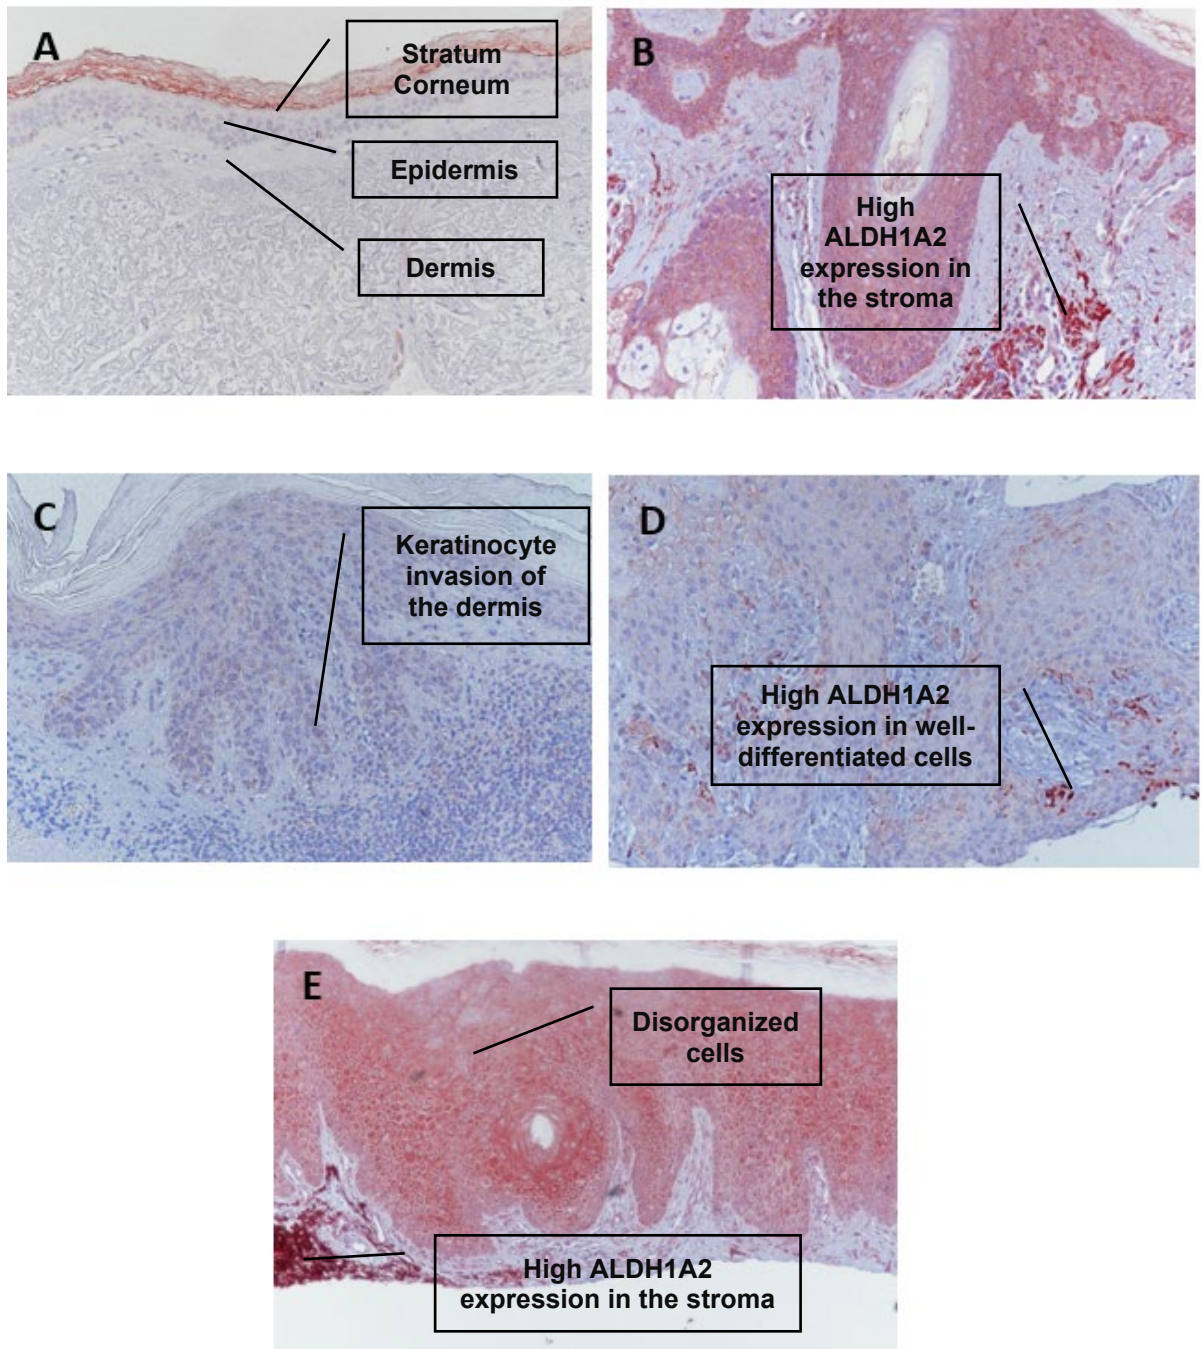 A
Stratum
Corneum
Epidermis
Dermis
B
High
ALDH1A2
expression in
the stroma
C
Keratinocyte
invasion of
the dermis
D
High ALDH1A2
expression in well-
differentiated cells
E
Disorganized
cells
High ALDH1A2
expression in the stroma